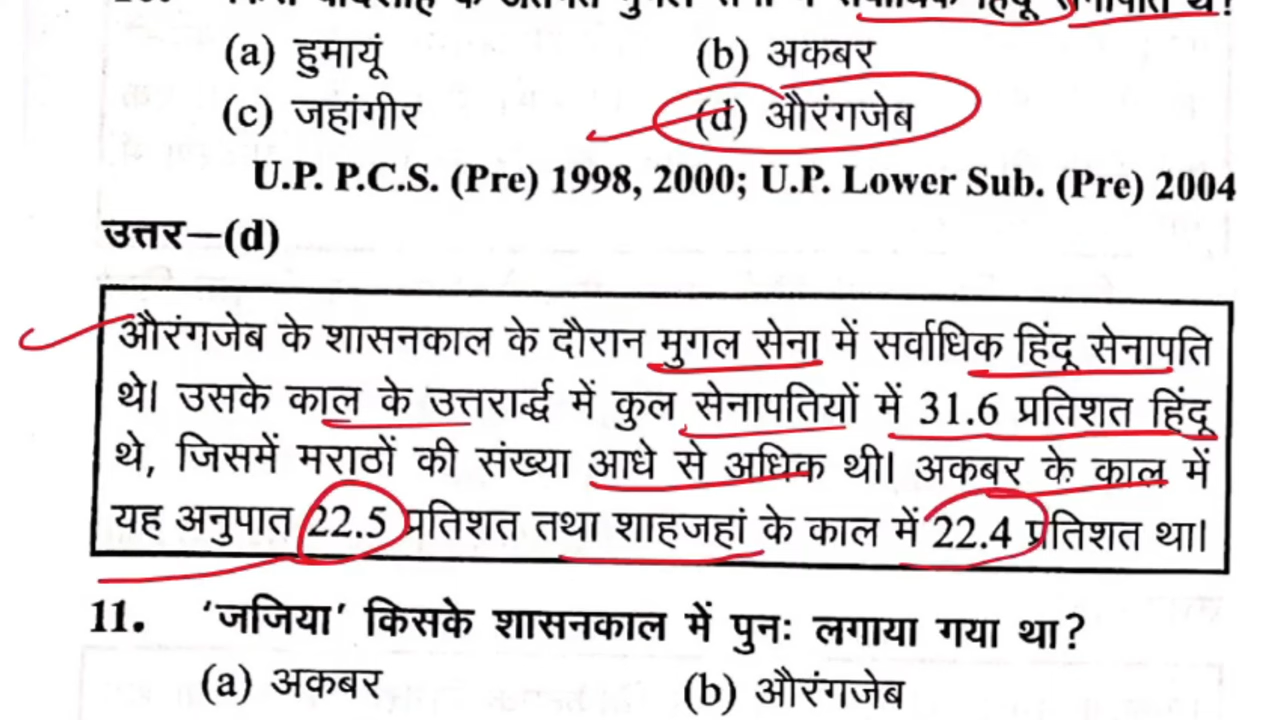 (a) हुमायूं (b) अकबर
(c) जहांगीर (d) औरंगजेब
U.P. P.C.S. (Pre) 1998, 2000; U.P. Lower Sub. (Pre) 2004
उत्तर—(d)
औरंगजेब के शासनकाल के दौरान मुगल सेना में सर्वाधिक हिंदू सेनापति
थे। उसके काल के उत्तरार्द्ध में कुल सेनापतियों में 31.6 प्रतिशत हिंदू
थे, जिसमें मराठों की संख्या आधे से अधिक थी। अकबर के काल में
यह अनुपात 22.5 प्रतिशत तथा शाहजहां के काल में 22.4 प्रतिशत था।
11. 'जजिया' किसके शासनकाल में पुनः लगाया गया था?
(a) अकबर (b) औरंगजेब